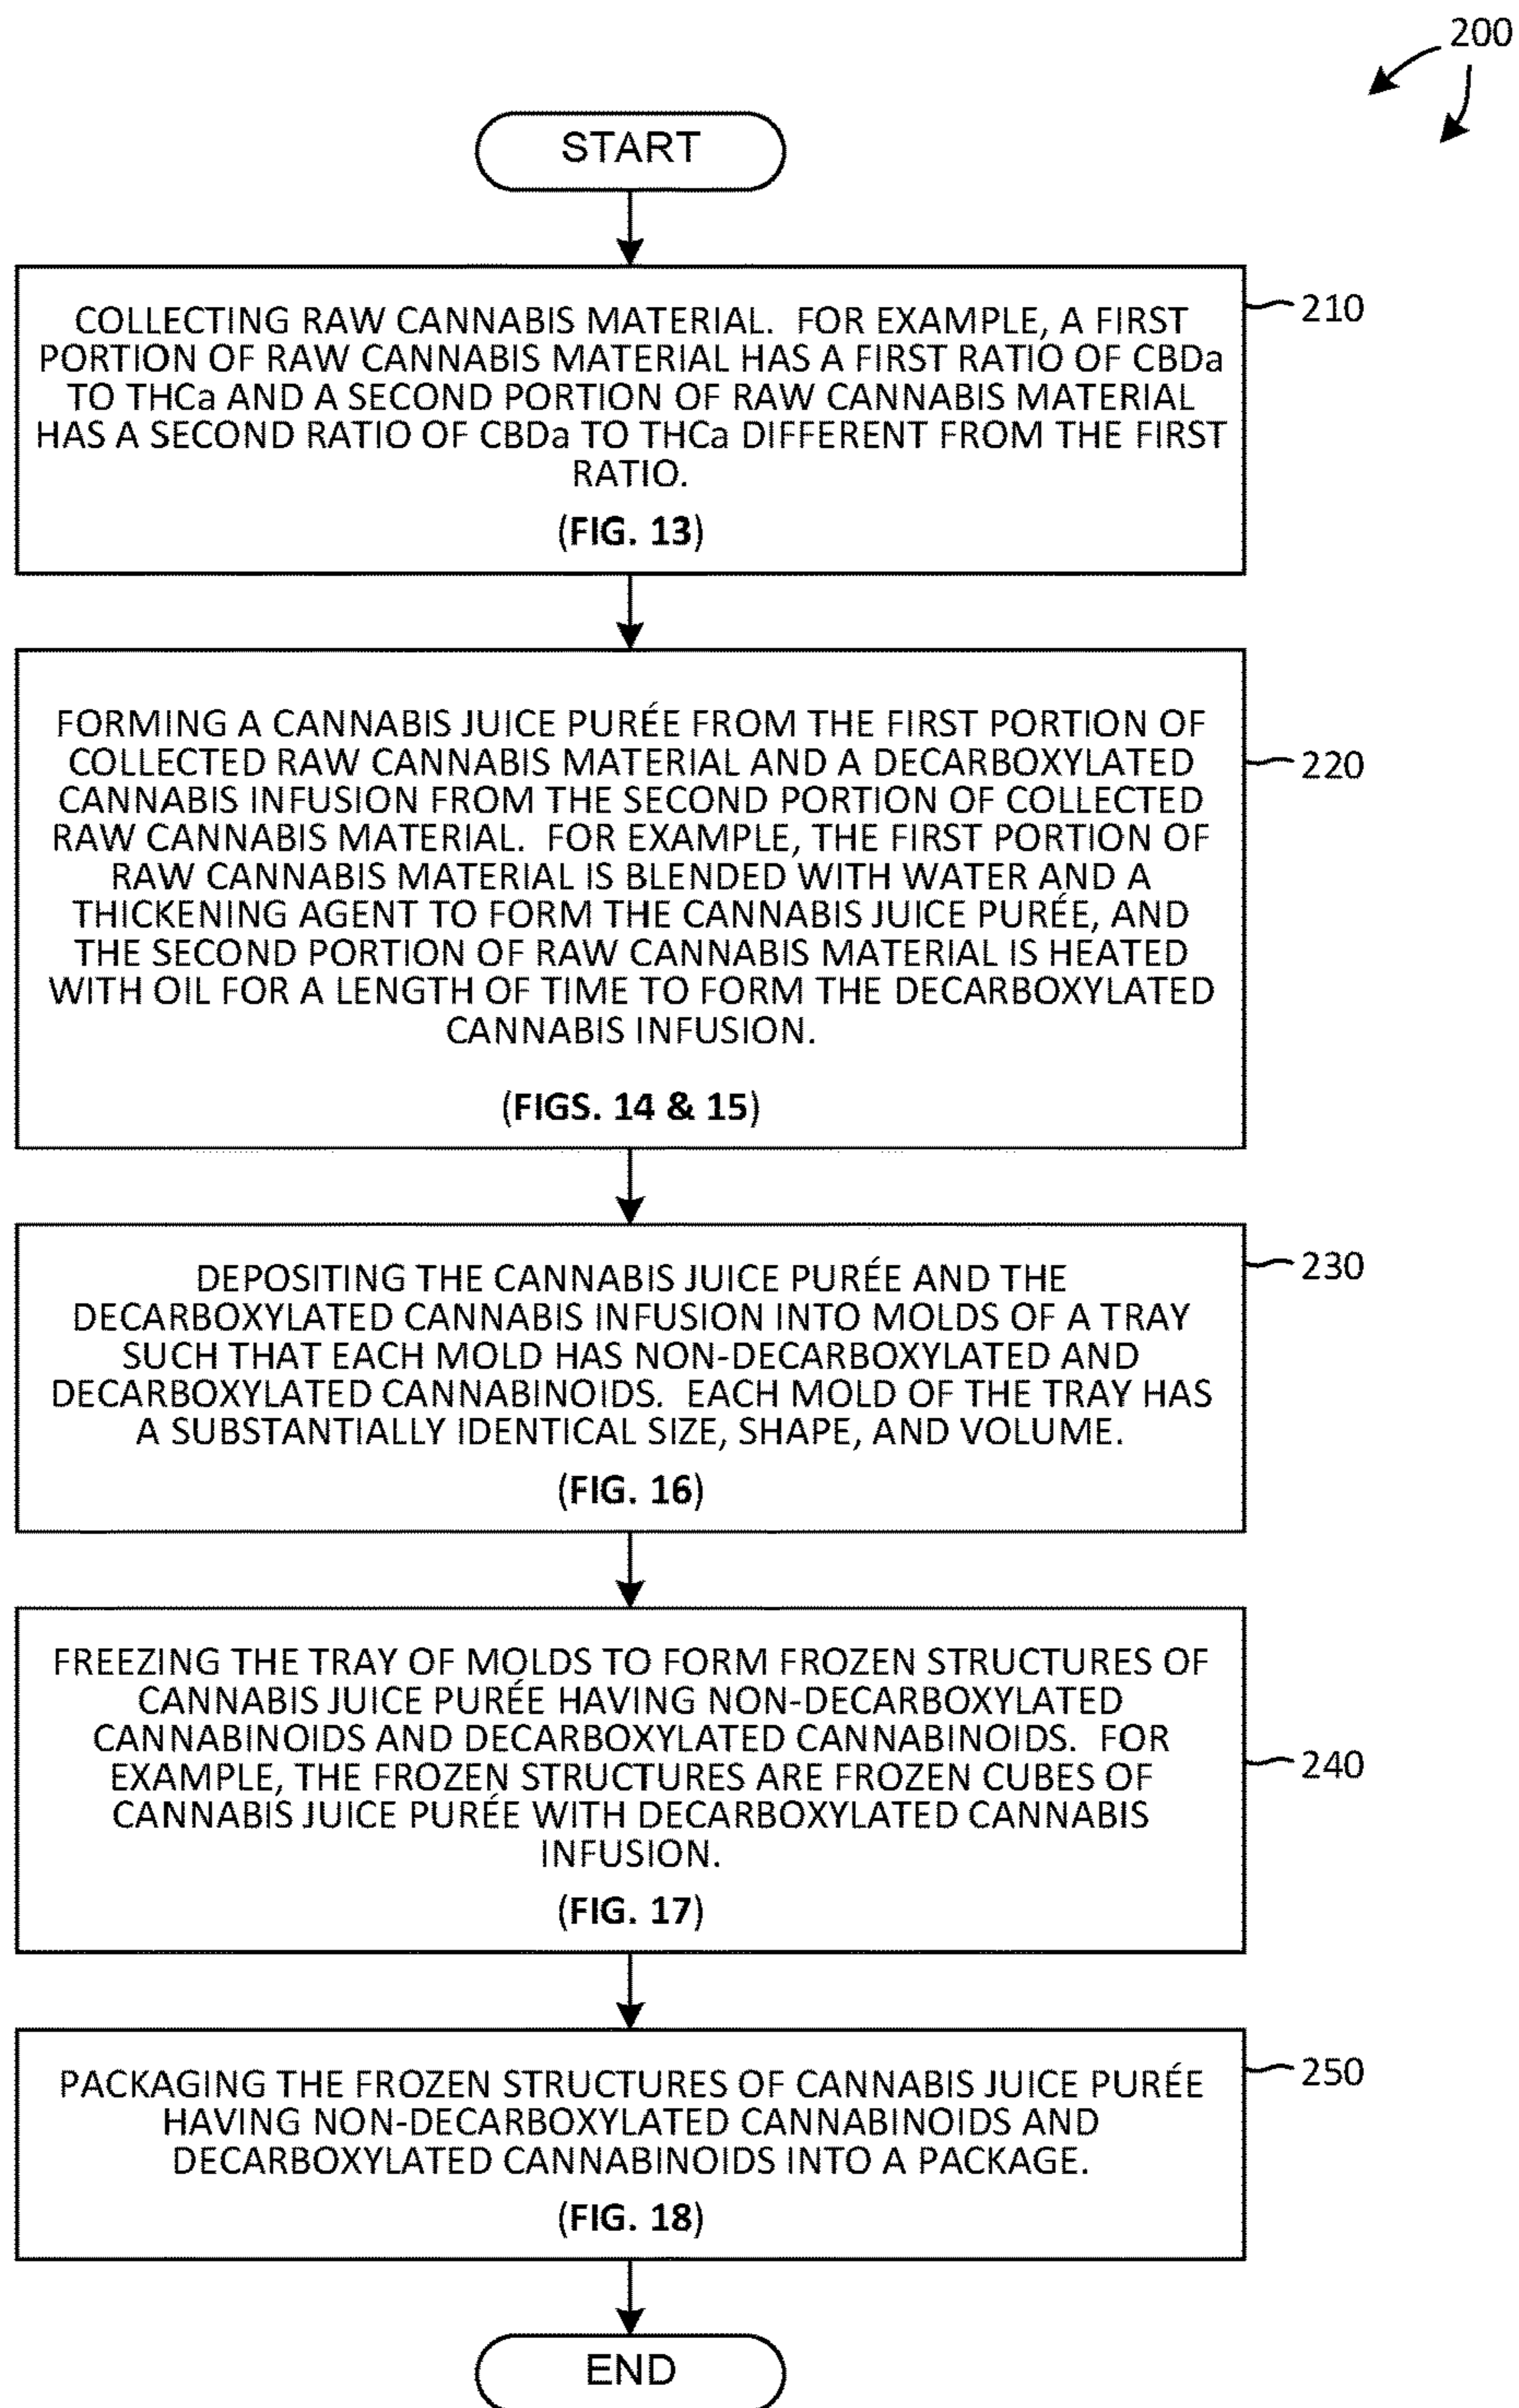 200
START
COLLECTING RAW CANNABIS MATERIAL. FOR EXAMPLE, A FIRST
PORTION OF RAW CANNABIS MATERIAL HAS A FIRST RATIO OF CBDa
TO THCa AND A SECOND PORTION OF RAW CANNABIS MATERIAL
HAS A SECOND RATIO OF CBDa TO THCa DIFFERENT FROM THE FIRST
RATIO.
(FIG. 13)
210
FORMING A CANNABIS JUICE PURÉE FROM THE FIRST PORTION OF
COLLECTED RAW CANNABIS MATERIAL AND A DECARBOXYLATED
CANNABIS INFUSION FROM THE SECOND PORTION OF COLLECTED
RAW CANNABIS MATERIAL. FOR EXAMPLE, THE FIRST PORTION OF
RAW CANNABIS MATERIAL IS BLENDED WITH WATER AND A
THICKENING AGENT TO FORM THE CANNABIS JUICE PURÉE, AND
THE SECOND PORTION OF RAW CANNABIS MATERIAL IS HEATED
WITH OIL FOR A LENGTH OF TIME TO FORM THE DECARBOXYLATED
CANNABIS INFUSION.
(FIGS. 14 & 15)
220
DEPOSITING THE CANNABIS JUICE PURÉE AND THE
DECARBOXYLATED CANNABIS INFUSION INTO MOLDS OF A TRAY
SUCH THAT EACH MOLD HAS NON-DECARBOXYLATED AND
DECARBOXYLATED CANNABINOIDS. EACH MOLD OF THE TRAY HAS
A SUBSTANTIALLY IDENTICAL SIZE, SHAPE, AND VOLUME.
(FIG. 16)
230
FREEZING THE TRAY OF MOLDS TO FORM FROZEN STRUCTURES OF
CANNABIS JUICE PURÉE HAVING NON-DECARBOXYLATED
CANNABINOIDS AND DECARBOXYLATED CANNABINOIDS. FOR
EXAMPLE, THE FROZEN STRUCTURES ARE FROZEN CUBES OF
CANNABIS JUICE PURÉE WITH DECARBOXYLATED CANNABIS
INFUSION.
(FIG. 17)
240
PACKAGING THE FROZEN STRUCTURES OF CANNABIS JUICE PURÉE
HAVING NON-DECARBOXYLATED CANNABINOIDS AND
DECARBOXYLATED CANNABINOIDS INTO A PACKAGE.
(FIG. 18)
250
END